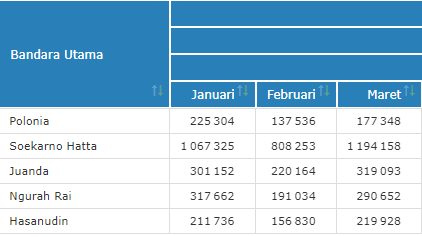 Bandara Utama
Januari Februari Maret
Polonia 225 304 137 536 177 348
Soekarno Hatta 1 067 325 808 253 1 194 158
Juanda 301 152 220 164 319 093
Ngurah Rai 317 662 191 034 290 652
Hasanudin 211 736 156 830 219 928